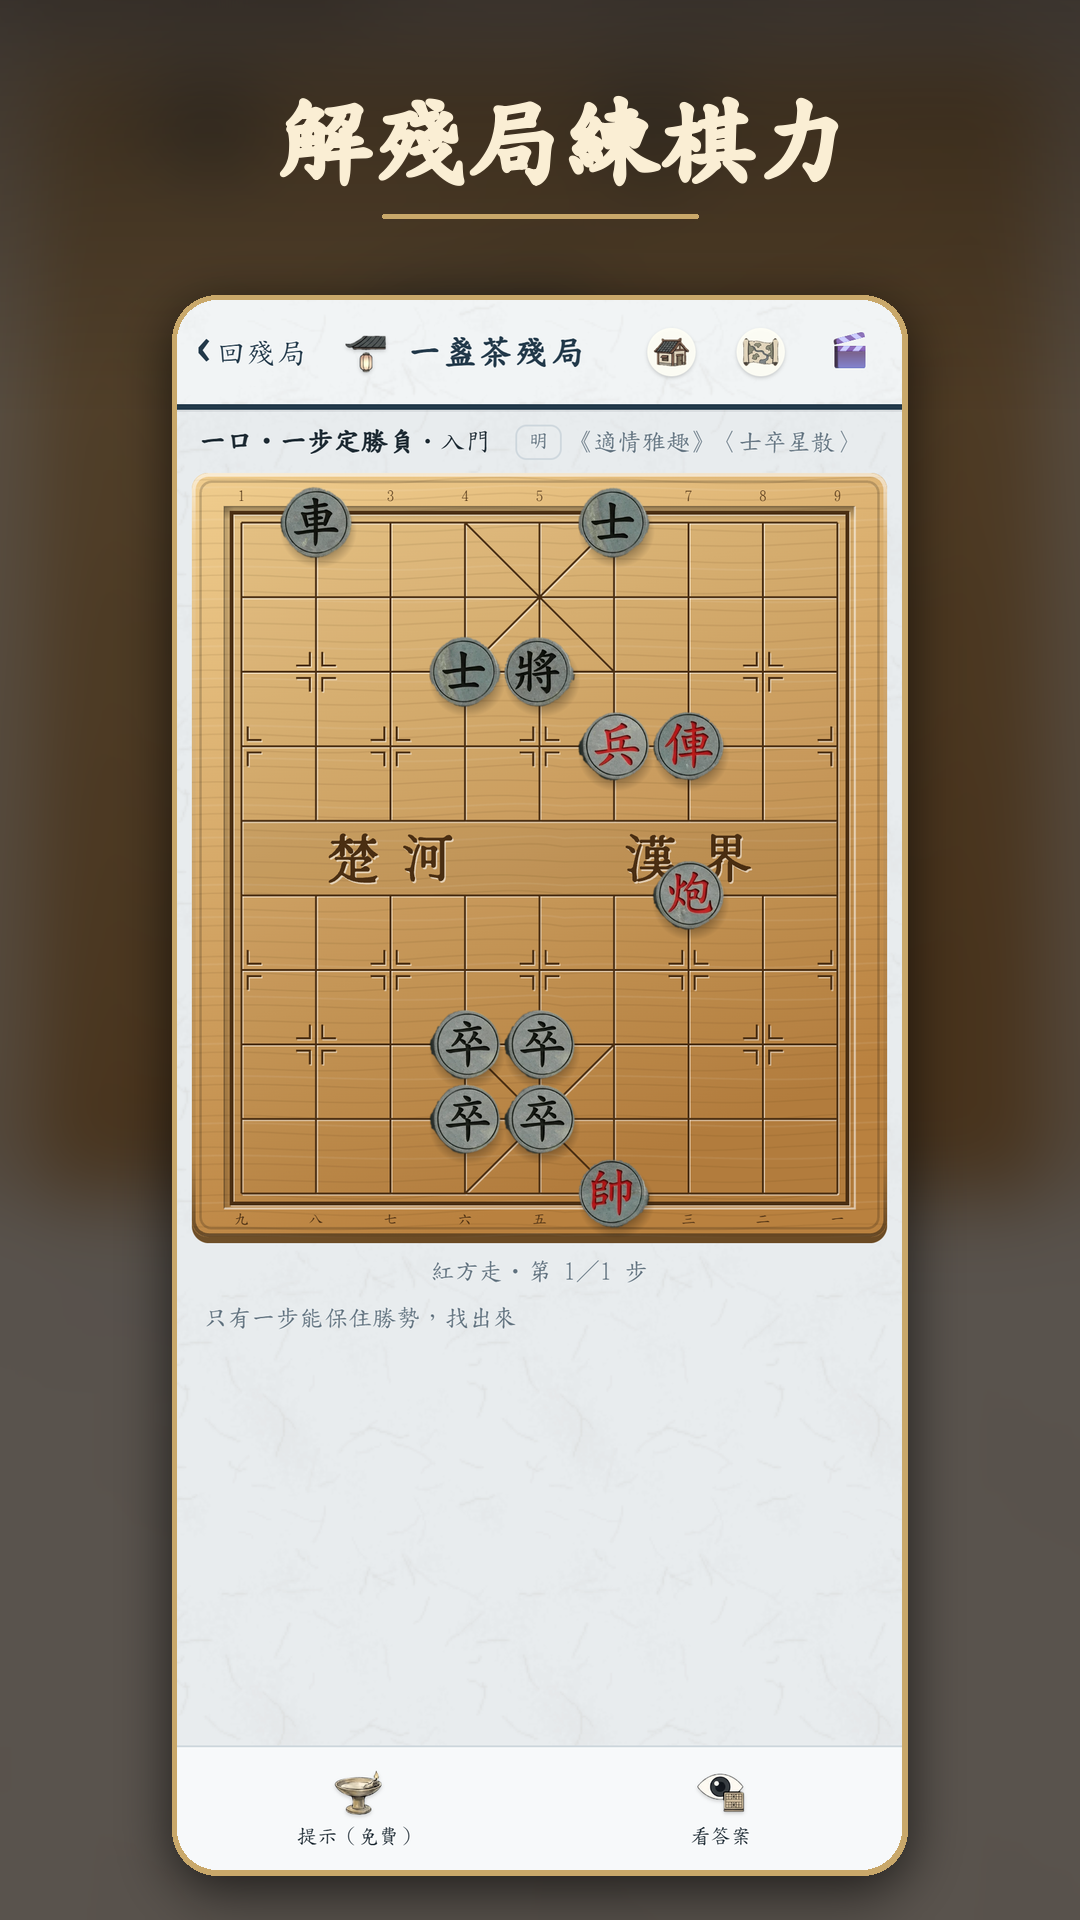 解殘局練棋力
回殘局 一盞茶殘局
一口·一步定勝負·入門 明 《適情雅趣》〈士卒星散〉
1 3 4 5 7 8 9
車 士
士 將
兵 俥
楚河 漢界
炮
卒 卒
卒 卒
帥
九 八 七 六 五 三 二 一
紅方走·第 1／1 步
只有一步能保住勝勢，找出來
提示（免費） 看答案